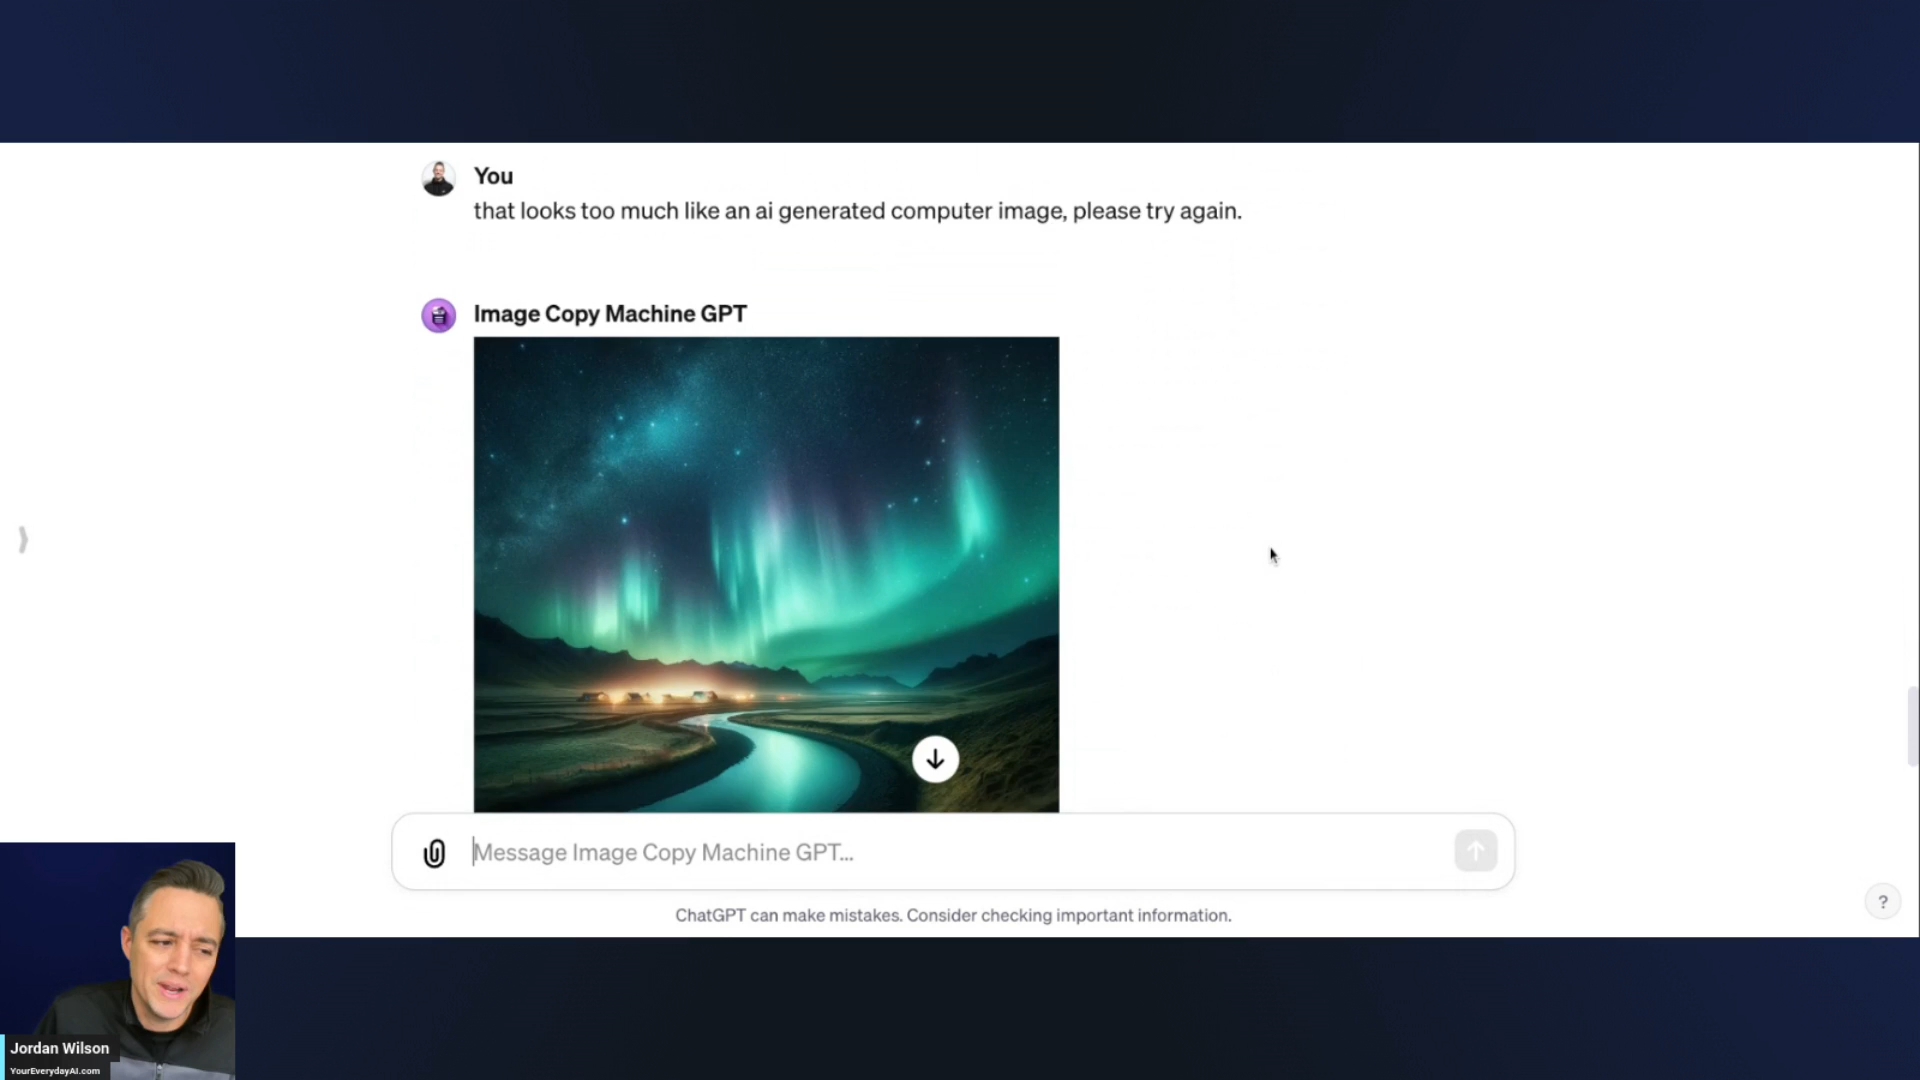 You
that looks too much like an ai generated computer image, please try again.
Image Copy Machine GPT
Message Image Copy Machine GPT...
ChatGPT can make mistakes. Consider checking important information.
?
Jordan Wilson
YourEverydayAI.com